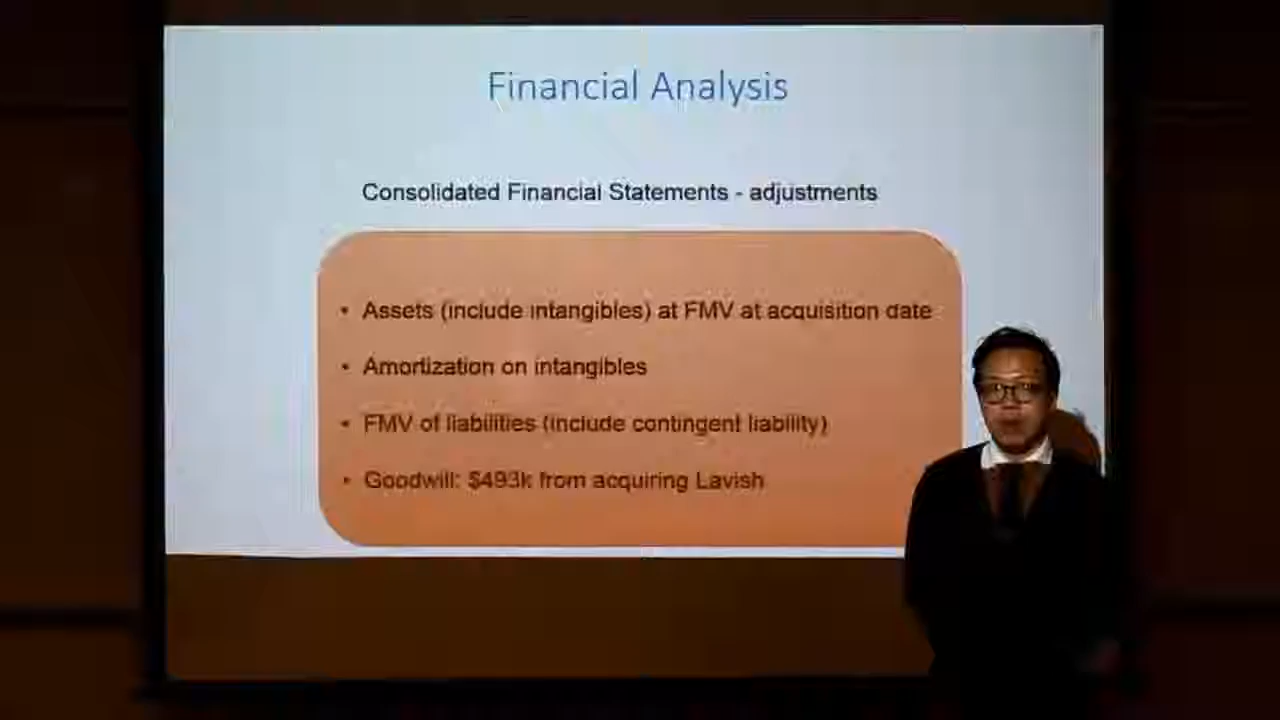 Financial Analysis
Consolidated Financial Statements - adjustments
• Assets (include intangibles) at FMV at acquisition date
• Amortization on intangibles
• FMV of liabilities (include contingent liability)
• Goodwill: $493k from acquiring Lavish